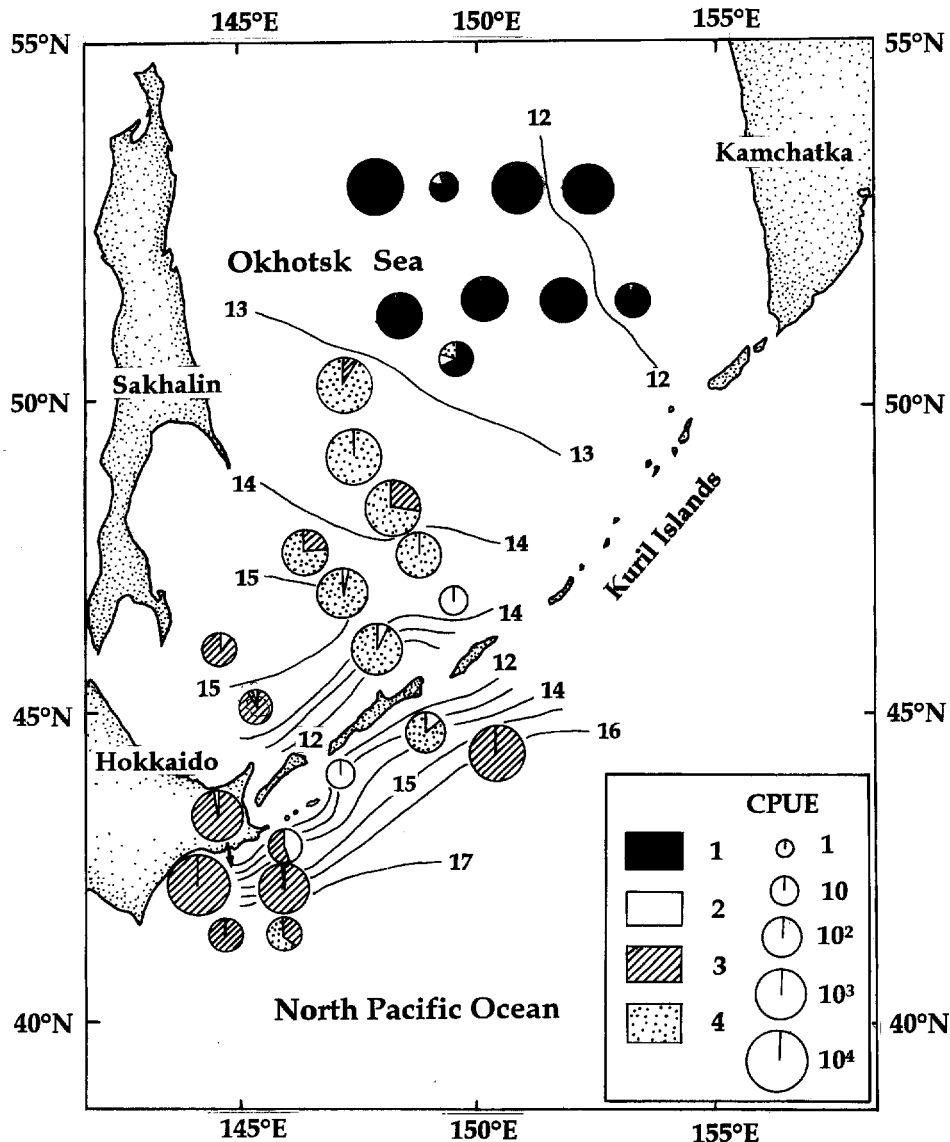 145°E 150°E 155°E
55°N 55°N
12
Kamchatka
Okhotsk Sea
13
Sakhalin
12
50°N 50°N
13
14
14
Kuril Islands
15
14
15
12
14
45°N 45°N
16
12
Hokkaido
15
17
CPUE
1 1
2 10
3 10²
4 10³
10⁴
North Pacific Ocean
40°N 40°N
145°E 150°E 155°E